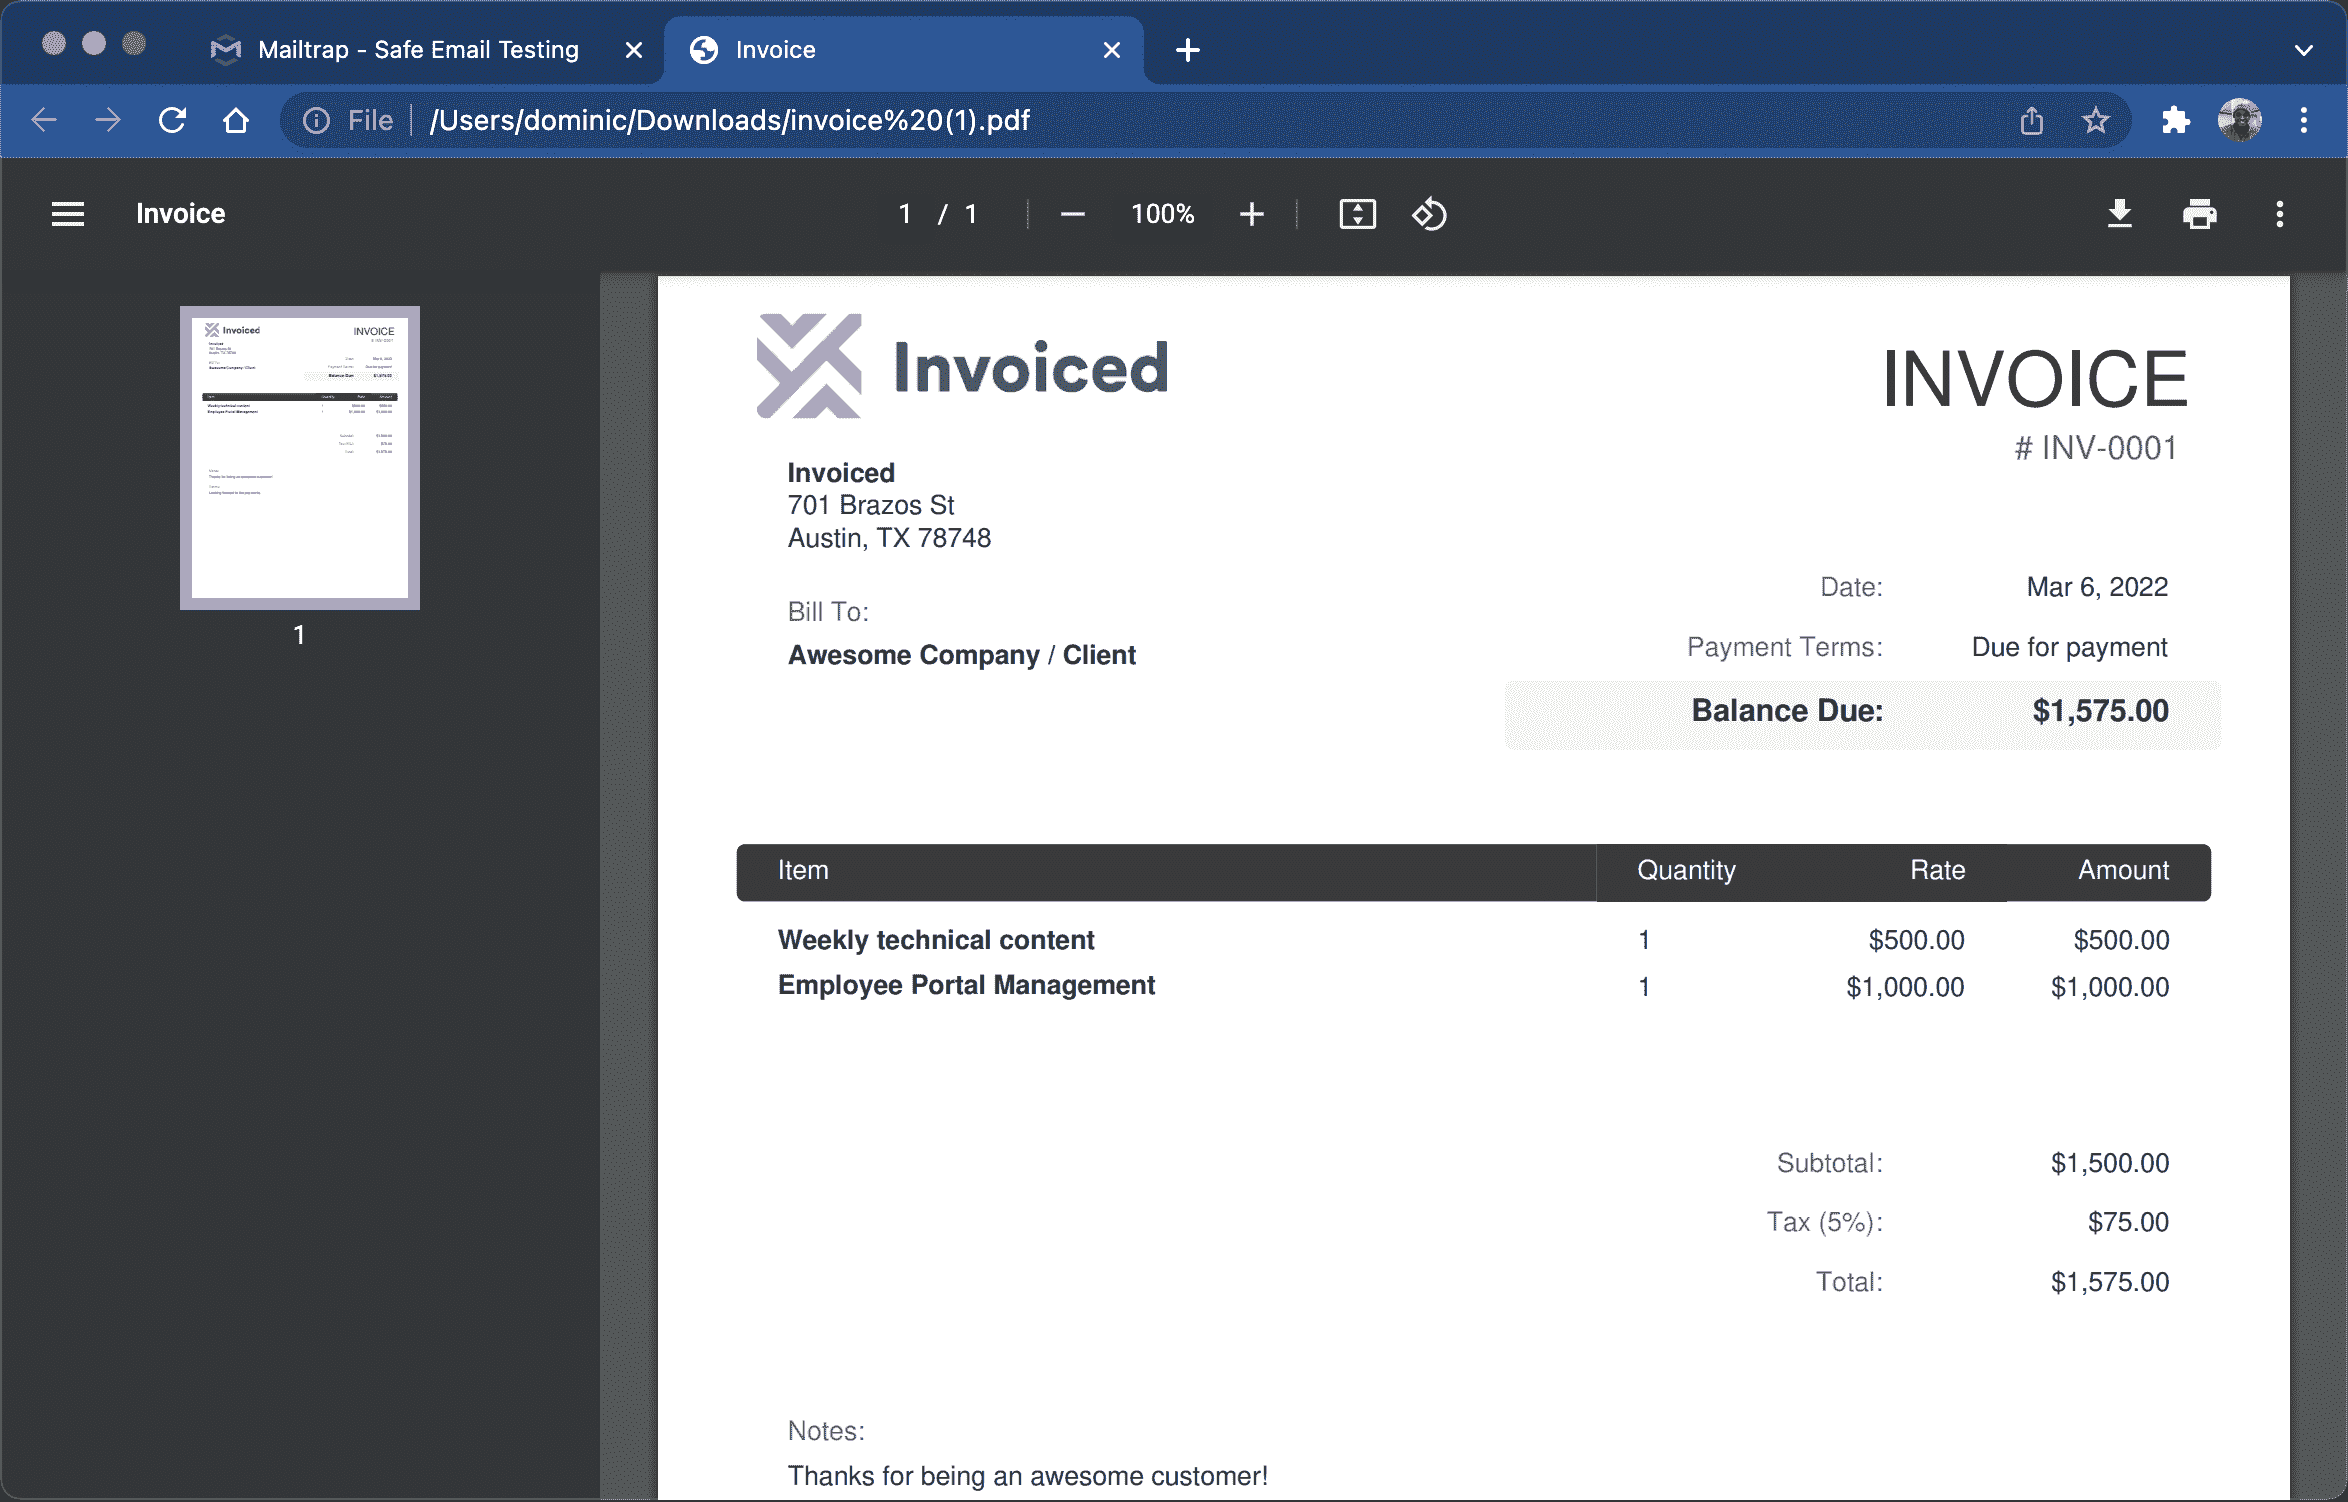 Mailtrap - Safe Email Testing
Invoice
File /Users/dominic/Downloads/invoice%20(1).pdf
Invoice
1 / 1
100%
Invoiced
INVOICE
# INV-0001
1
Invoiced
INVOICE
# INV-0001
Invoiced
701 Brazos St
Austin, TX 78748
Bill To:
Awesome Company / Client
Date: Mar 6, 2022
Payment Terms: Due for payment
Balance Due: $1,575.00
Item Quantity Rate Amount
Weekly technical content 1 $500.00 $500.00
Employee Portal Management 1 $1,000.00 $1,000.00
Subtotal: $1,500.00
Tax (5%): $75.00
Total: $1,575.00
Notes:
Thanks for being an awesome customer!